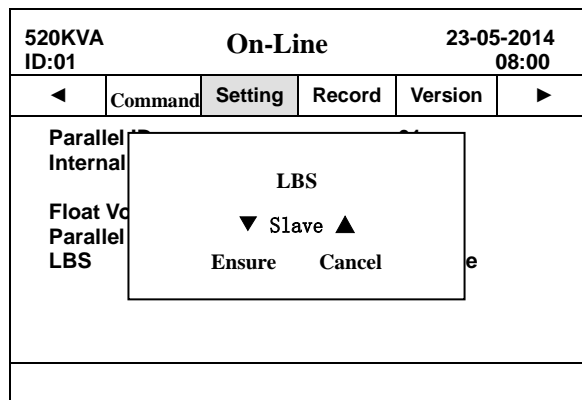 520KVA On-Line 23-05-2014
ID:01 08:00
◄ Command Setting Record Version ►
Parallel
Internal
LBS
Float
▼ Slave ▲
Parallel
LBS Ensure Cancel